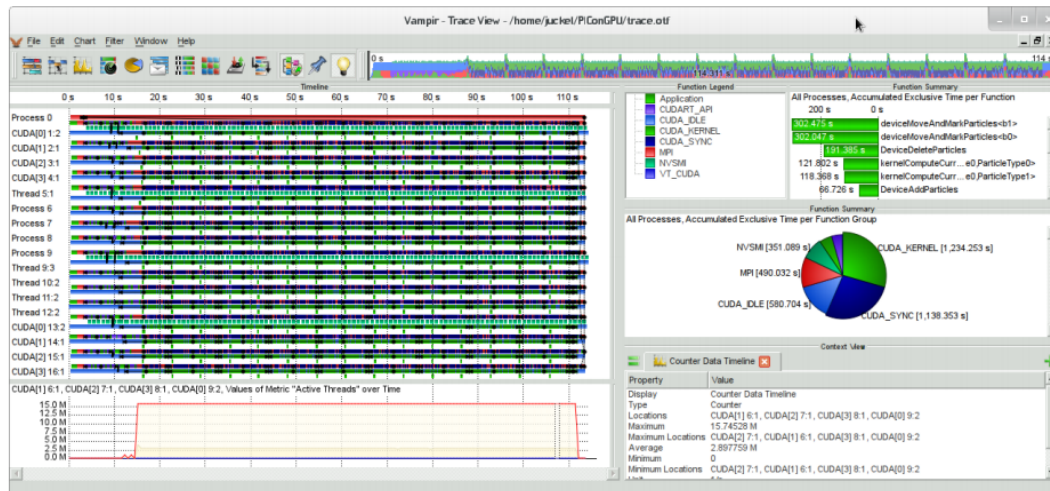 Vampir - Trace View - /home/juckel/PIConGPU/trace.otf
File Edit Chart Filter Window Help
0 s 114 s
114.311 s
Timeline
0 s 10 s 20 s 30 s 40 s 50 s 60 s 70 s 80 s 90 s 100 s 110 s
Process 0
CUDA[0] 1:2
CUDA[1] 2:1
CUDA[2] 3:1
CUDA[3] 4:1
Thread 5:1
Process 6
Process 7
Process 8
Process 9
Thread 9:3
Thread 10:2
Thread 11:2
Thread 12:2
CUDA[0] 13:2
CUDA[1] 14:1
CUDA[2] 15:1
CUDA[3] 16:1
CUDA[1] 6:1, CUDA[2] 7:1, CUDA[3] 8:1, CUDA[0] 9:2, Values of Metric "Active Threads" over Time
15.0 M
12.5 M
10.0 M
7.5 M
5.0 M
2.5 M
0.0 M
Function Legend
Application
CUDART_API
CUDA_IDLE
CUDA_KERNEL
CUDA_SYNC
MPI
NVSMI
VT_CUDA
Function Summary
All Processes, Accumulated Exclusive Time per Function
200 s 0 s
302.475 s deviceMoveAndMarkParticles<b1>
302.047 s deviceMoveAndMarkParticles<b0>
191.385 s DeviceDeleteParticles
121.802 s kernelComputeCurr... e0,ParticleType0>
118.368 s kernelComputeCurr... e0,ParticleType1>
66.726 s DeviceAddParticles
Function Summary
All Processes, Accumulated Exclusive Time per Function Group
NVSMI [351.089 s]
CUDA_KERNEL [1,234.253 s]
MPI [490.032 s]
CUDA_IDLE [580.704 s]
CUDA_SYNC [1,138.353 s]
Context View
Counter Data Timeline
Property Value
Display Counter Data Timeline
Type Counter
Locations CUDA[1] 6:1, CUDA[2] 7:1, CUDA[3] 8:1, CUDA[0] 9:2
Maximum 15.74528 M
Maximum Locations CUDA[2] 7:1, CUDA[1] 6:1, CUDA[3] 8:1, CUDA[0] 9:2
Average 2.897759 M
Minimum 0
Minimum Locations CUDA[2] 7:1, CUDA[1] 6:1, CUDA[3] 8:1, CUDA[0] 9:2